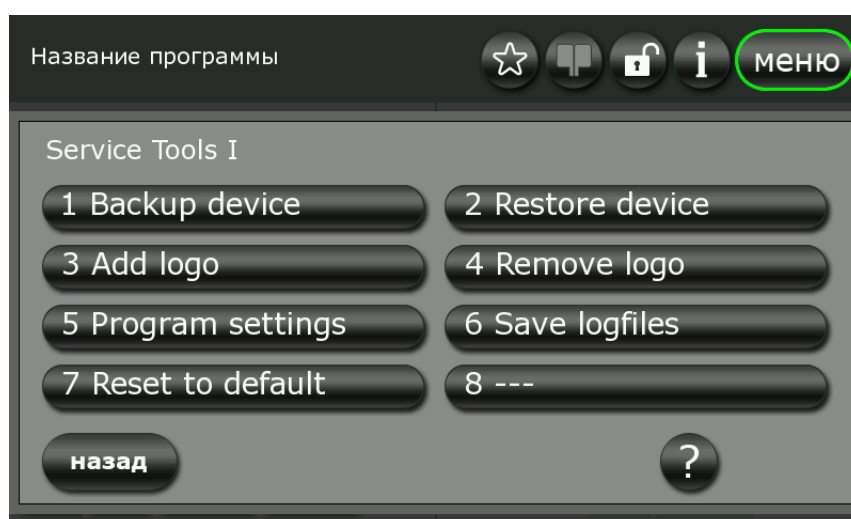 Название программы
i
меню
Service Tools I
1 Backup device
2 Restore device
3 Add logo
4 Remove logo
5 Program settings
6 Save logfiles
7 Reset to default
8 ---
назад
?